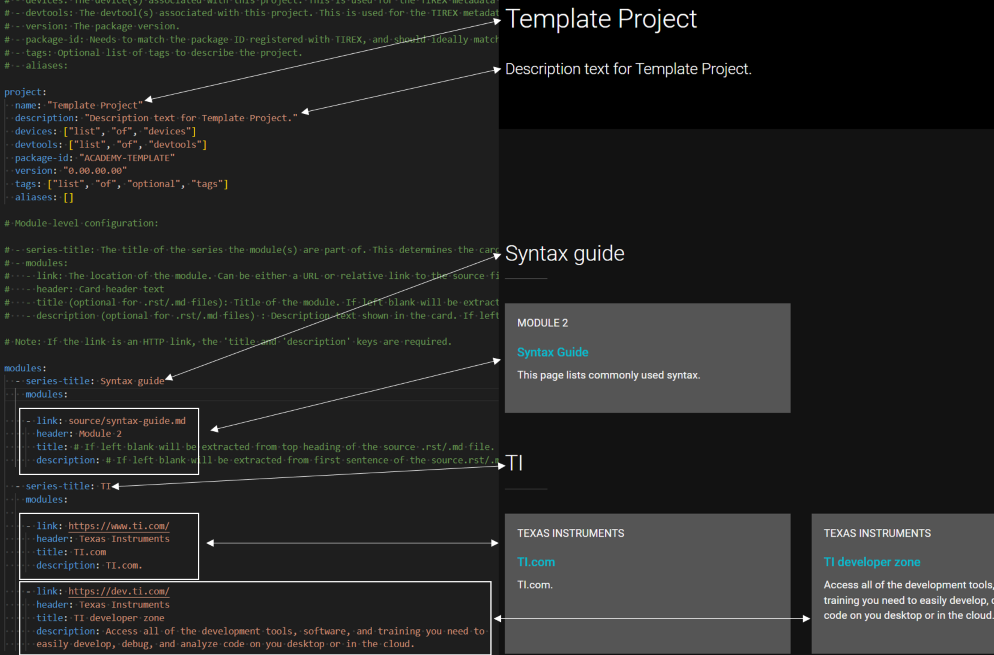 # - devices: The device(s) associated with this project. This is used for the TIREX metadata
# - devtools: The devtool(s) associated with this project. This is used for the TIREX metadat
# - version: The package version.
# - package-id: Needs to match the package ID registered with TIREX, and should ideally match
# - tags: Optional list of tags to describe the project.
# - aliases:
project:
name: "Template Project"
description: "Description text for Template Project."
devices: ["list", "of", "devices"]
devtools: ["list", "of", "devtools"]
package-id: "ACADEMY-TEMPLATE"
version: "0.00.00.00"
tags: ["list", "of", "optional", "tags"]
aliases: []
# Module-level configuration:
# - series-title: The title of the series the module(s) are part of. This determines the card
# - modules:
#   - link: The location of the module. Can be either a URL or relative link to the source fi
#   - header: Card header text
#   - title (optional for .rst/.md files): Title of the module. If left blank will be extract
#   - description (optional for .rst/.md files) : Description text shown in the card. If left
# Note: If the link is an HTTP link, the 'title and 'description' keys are required.
modules:
- series-title: Syntax guide
modules:
- link: source/syntax-guide.md
header: Module 2
title: # If left blank will be extracted from top heading of the source .rst/.md file.
description: # If left blank will be extracted from first sentence of the source.rst/.m
- series-title: TI
modules:
- link: https://www.ti.com/
header: Texas Instruments
title: TI.com
description: TI.com.
- link: https://dev.ti.com/
header: Texas Instruments
title: TI developer zone
description: Access all of the development tools, software, and training you need to
easily develop, debug, and analyze code on you desktop or in the cloud.
Template Project
Description text for Template Project.
Syntax guide
MODULE 2
Syntax Guide
This page lists commonly used syntax.
TI
TEXAS INSTRUMENTS
TI.com
TI.com.
TEXAS INSTRUMENTS
TI developer zone
Access all of the development tools,
training you need to easily develop,
code on you desktop or in the cloud.